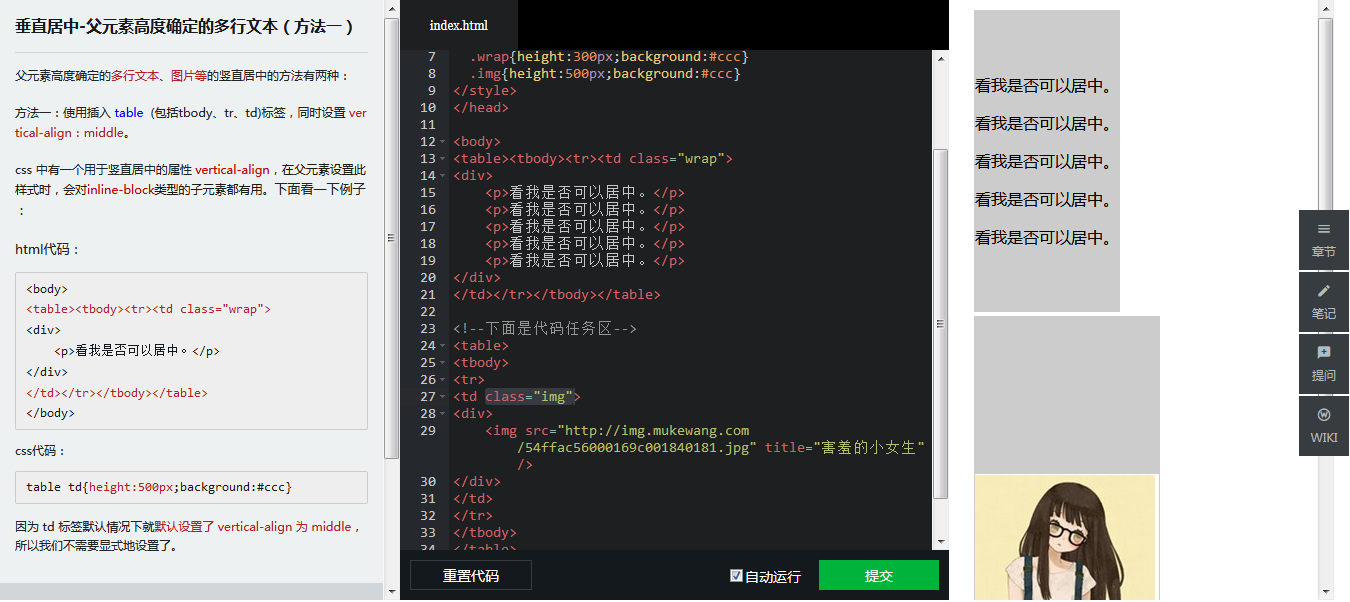 垂直居中-父元素高度确定的多行文本（方法一）
父元素高度确定的多行文本、图片等的竖直居中的方法有两种：
方法一：使用插入 table (包括tbody、tr、td)标签，同时设置 ver
tical-align：middle。
css 中有一个用于竖直居中的属性 vertical-align，在父元素设置此
样式时，会对inline-block类型的子元素都有用。下面看一下例子
：
html代码：
<body>
<table><tbody><tr><td class="wrap">
<div>
<p>看我是否可以居中。</p>
</div>
</td></tr></tbody></table>
</body>
css代码：
table td{height:500px;background:#ccc}
因为 td 标签默认情况下就默认设置了 vertical-align 为 middle，
所以我们不需要显式地设置了。
index.html
7 .wrap{height:300px;background:#ccc}
8 .img{height:500px;background:#ccc}
9 </style>
10 </head>
11
12 <body>
13 <table><tbody><tr><td class="wrap">
14 <div>
15 <p>看我是否可以居中。</p>
16 <p>看我是否可以居中。</p>
17 <p>看我是否可以居中。</p>
18 <p>看我是否可以居中。</p>
19 <p>看我是否可以居中。</p>
20 </div>
21 </td></tr></tbody></table>
22
23 <!--下面是代码任务区-->
24 <table>
25 <tbody>
26 <tr>
27 <td class="img">
28 <div>
29 <img src="http://img.mukewang.com
/54ffac56000169c001840181.jpg" title="害羞的小女生"
/>
30 </div>
31 </td>
32 </tr>
33 </tbody>
34 </table>
重置代码
自动运行
提交
看我是否可以居中。
看我是否可以居中。
看我是否可以居中。
看我是否可以居中。
看我是否可以居中。
章节
笔记
提问
WIKI